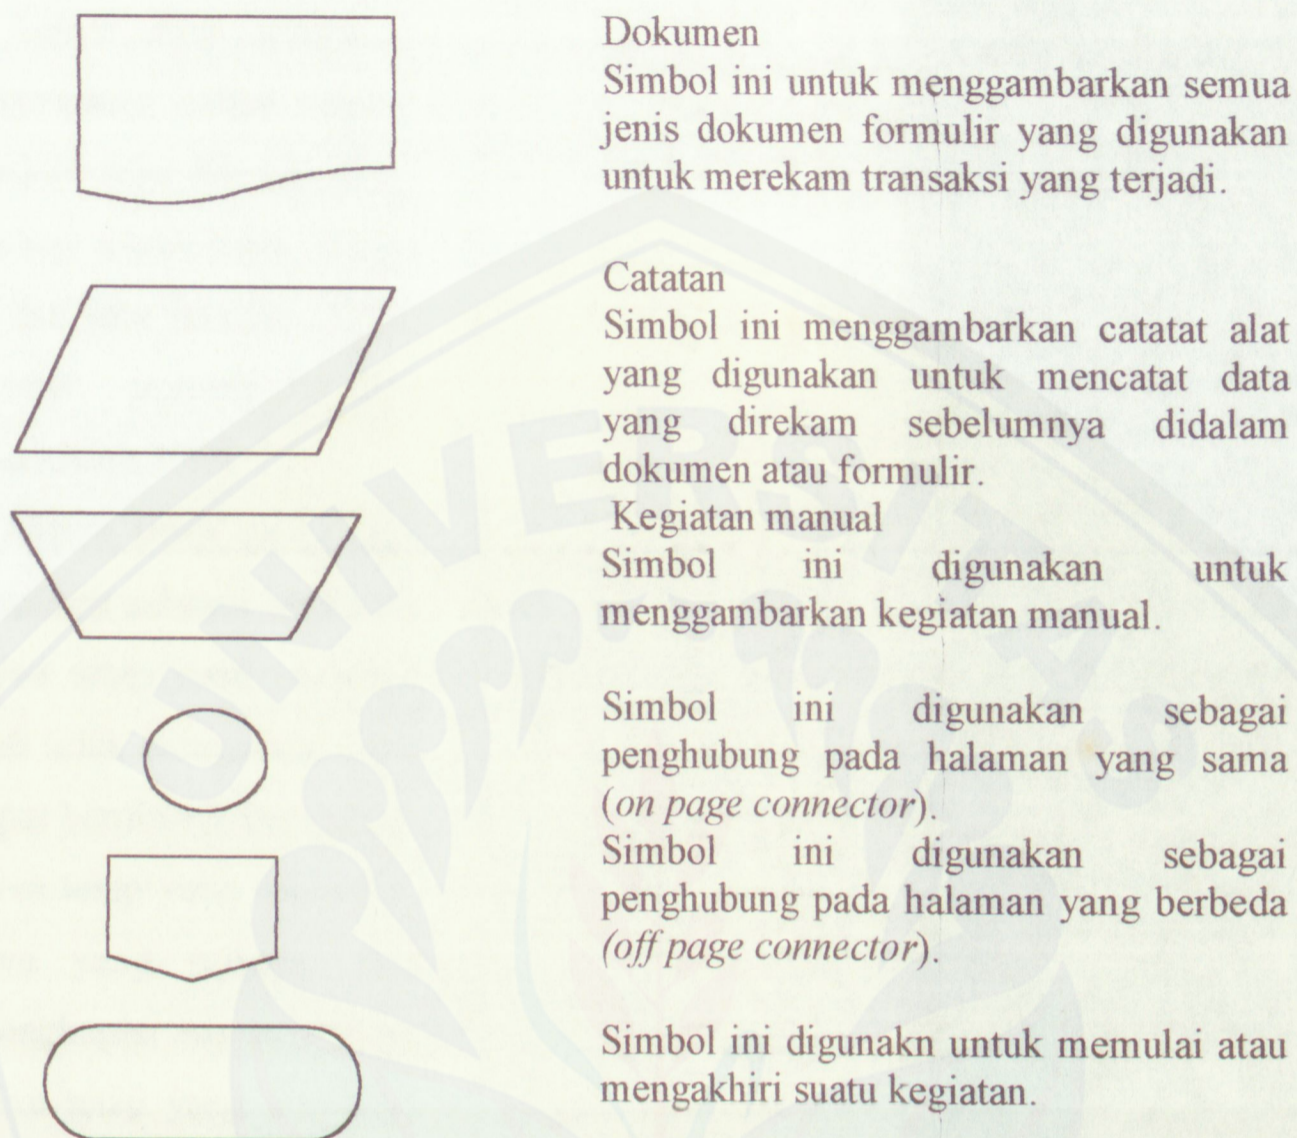 Dokumen
Simbol ini untuk menggambarkan semua
jenis dokumen formulir yang digunakan
untuk merekam transaksi yang terjadi.
Catatan
Simbol ini menggambarkan catatat alat
yang digunakan untuk mencatat data
yang direkam sebelumnya didalam
dokumen atau formulir.
Kegiatan manual
Simbol ini digunakan untuk
menggambarkan kegiatan manual.
Simbol ini digunakan sebagai
penghubung pada halaman yang sama
(on page connector).
Simbol ini digunakan sebagai
penghubung pada halaman yang berbeda
(off page connector).
Simbol ini digunakn untuk memulai atau
mengakhiri suatu kegiatan.
UNIVERSITAS